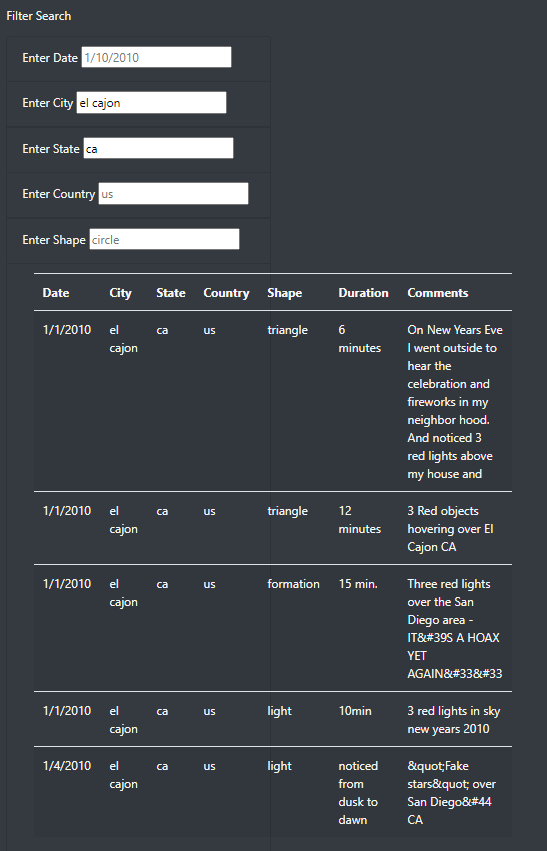 Filter Search
Enter Date 1/10/2010
Enter City el cajon
Enter State ca
Enter Country us
Enter Shape circle
Date City State Country Shape Duration Comments
1/1/2010 el ca us triangle 6 On New Years Eve
cajon minutes I went outside to
hear the
celebration and
fireworks in my
neighbor hood.
And noticed 3
red lights above
my house and
1/1/2010 el ca us triangle 12 3 Red objects
cajon minutes hovering over El
Cajon CA
1/1/2010 el ca us formation 15 min. Three red lights
cajon over the San
Diego area -
IT&#39S A HOAX
YET
AGAIN&#33&#33
1/1/2010 el ca us light 10min 3 red lights in sky
cajon new years 2010
1/4/2010 el ca us light noticed &quot;Fake
cajon from stars&quot; over
dusk to San Diego&#44
dawn CA